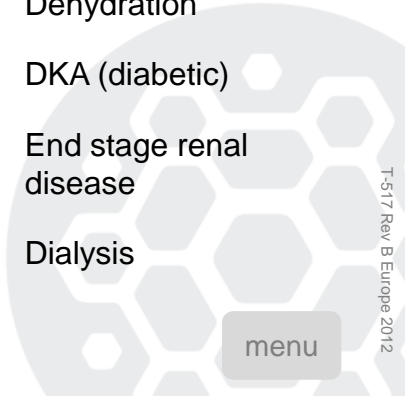 Dehydration
DKA (diabetic)
End stage renal
disease
Dialysis
menu
T-517 Rev B Europe 2012